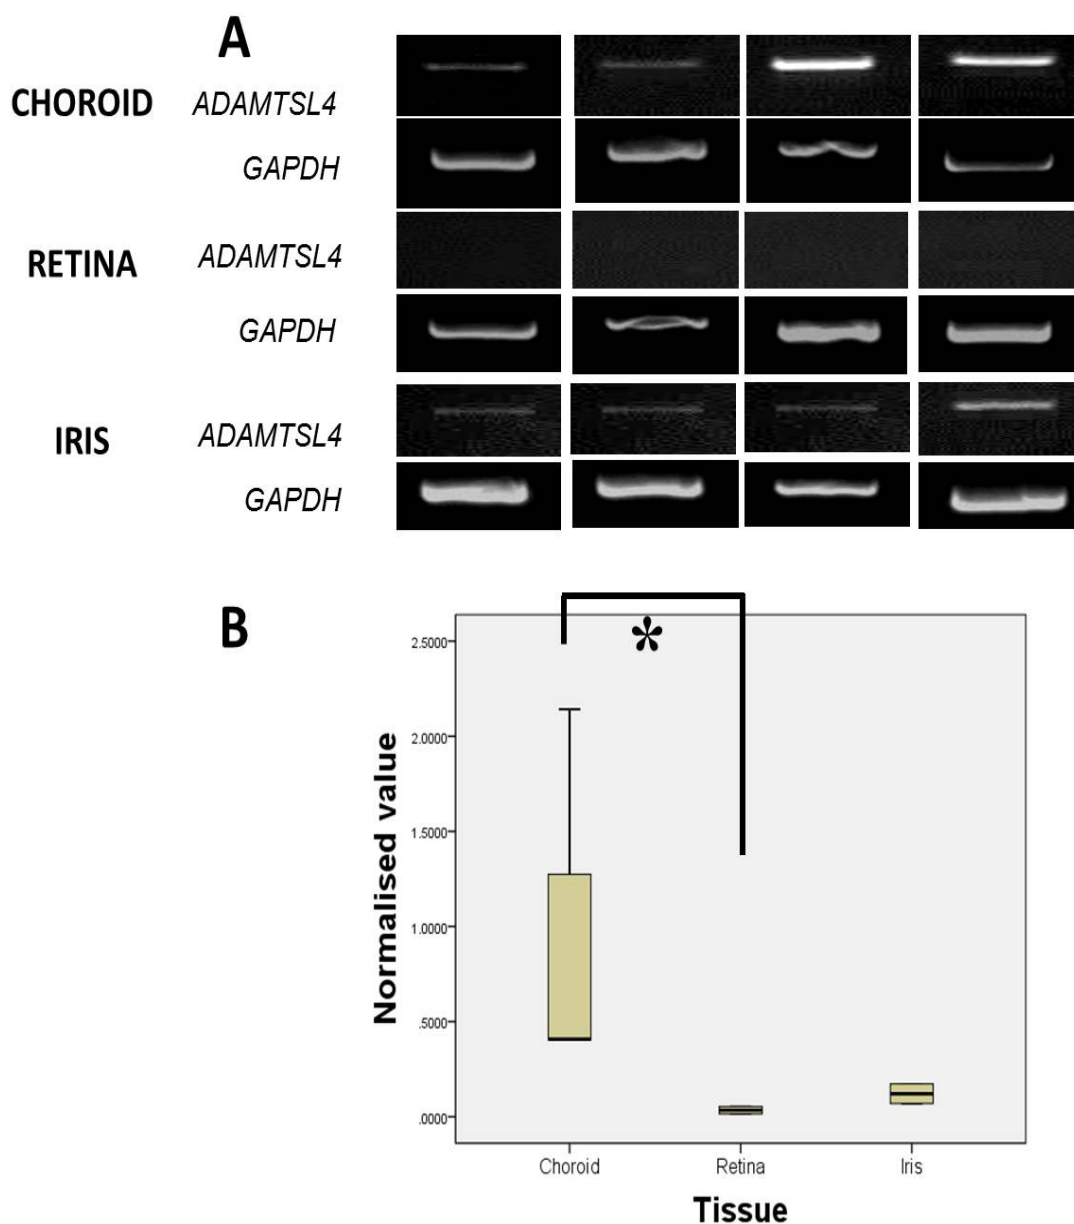 A
CHOROID ADAMTSL4
GAPDH
RETINA ADAMTSL4
GAPDH
IRIS ADAMTSL4
GAPDH
B
*
2.5000
2.0000
1.5000
1.0000
.5000
.0000
Normalised value
Choroid Retina Iris
Tissue